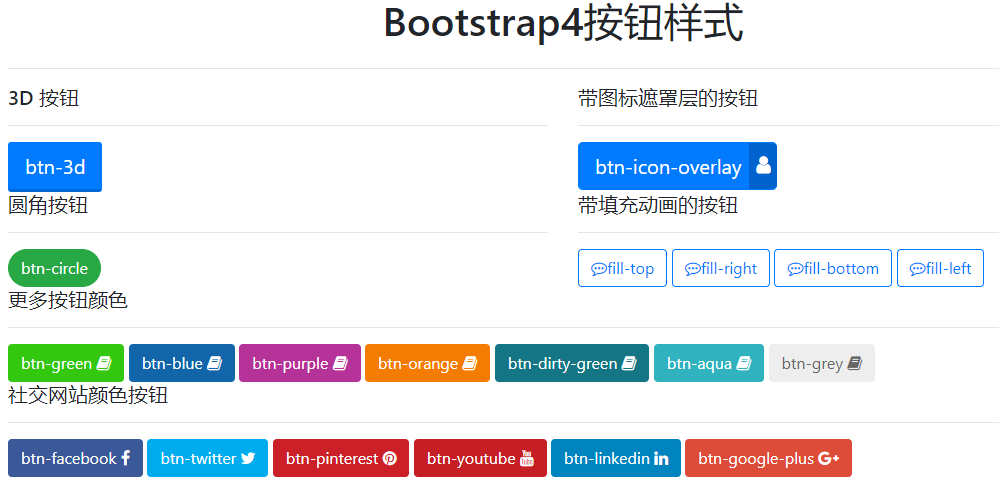 Bootstrap4按钮样式
3D 按钮
带图标遮罩层的按钮
btn-3d
btn-icon-overlay
圆角按钮
带填充动画的按钮
btn-circle
fill-top fill-right fill-bottom fill-left
更多按钮颜色
btn-green btn-blue btn-purple btn-orange btn-dirty-green btn-aqua btn-grey
社交网站颜色按钮
btn-facebook btn-twitter btn-pinterest btn-youtube btn-linkedin btn-google-plus